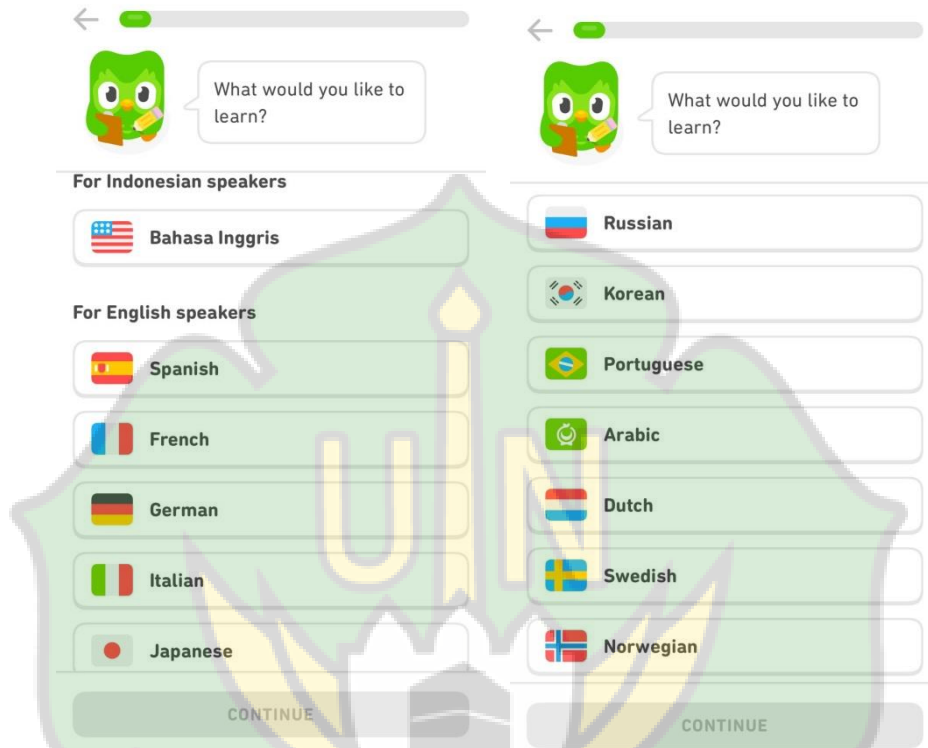 What would you like to
learn?
For Indonesian speakers
Bahasa Inggris
For English speakers
Spanish
French
German
Italian
Japanese
CONTINUE
What would you like to
learn?
Russian
Korean
Portuguese
Arabic
Dutch
Swedish
Norwegian
CONTINUE
UIN